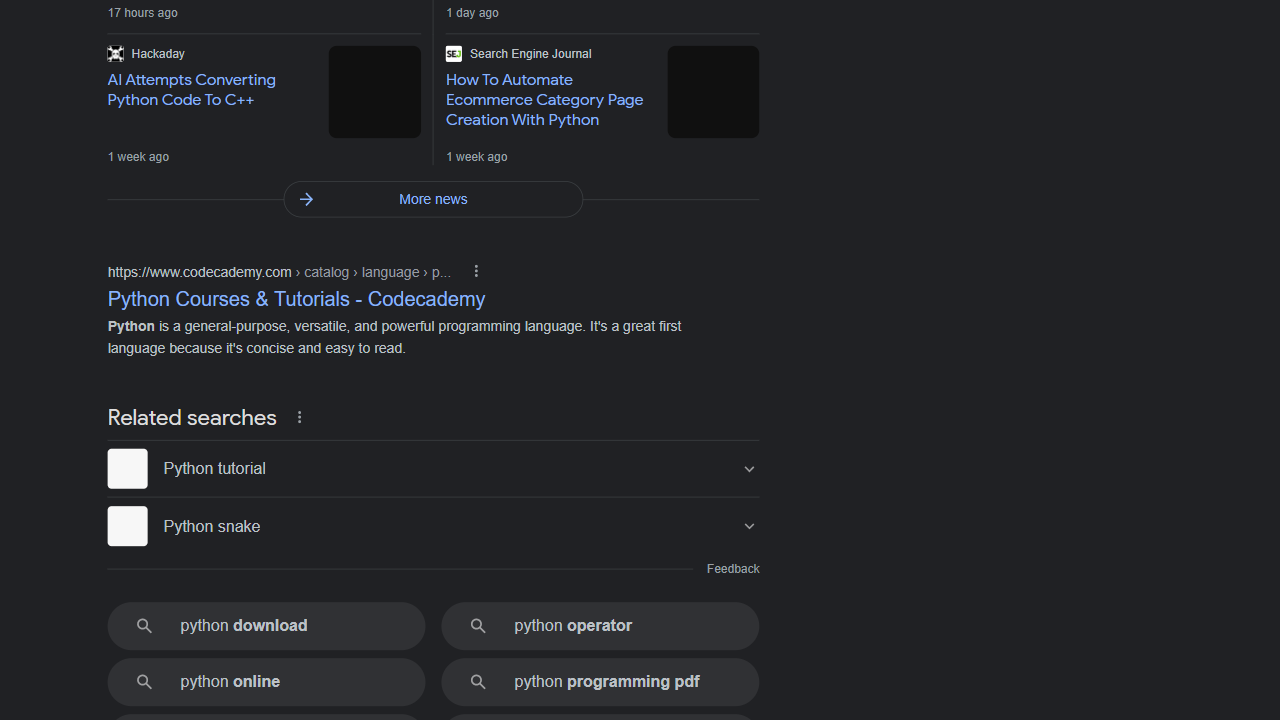 17 hours ago
1 day ago
Hackaday
AI Attempts Converting
Python Code To C++
1 week ago
SEJ
Search Engine Journal
How To Automate
Ecommerce Category Page
Creation With Python
1 week ago
More news
https://www.codecademy.com › catalog › language › p...
Python Courses & Tutorials - Codecademy
Python is a general-purpose, versatile, and powerful programming language. It's a great first
language because it's concise and easy to read.
Related searches
Python tutorial
Python snake
Feedback
python download
python operator
python online
python programming pdf